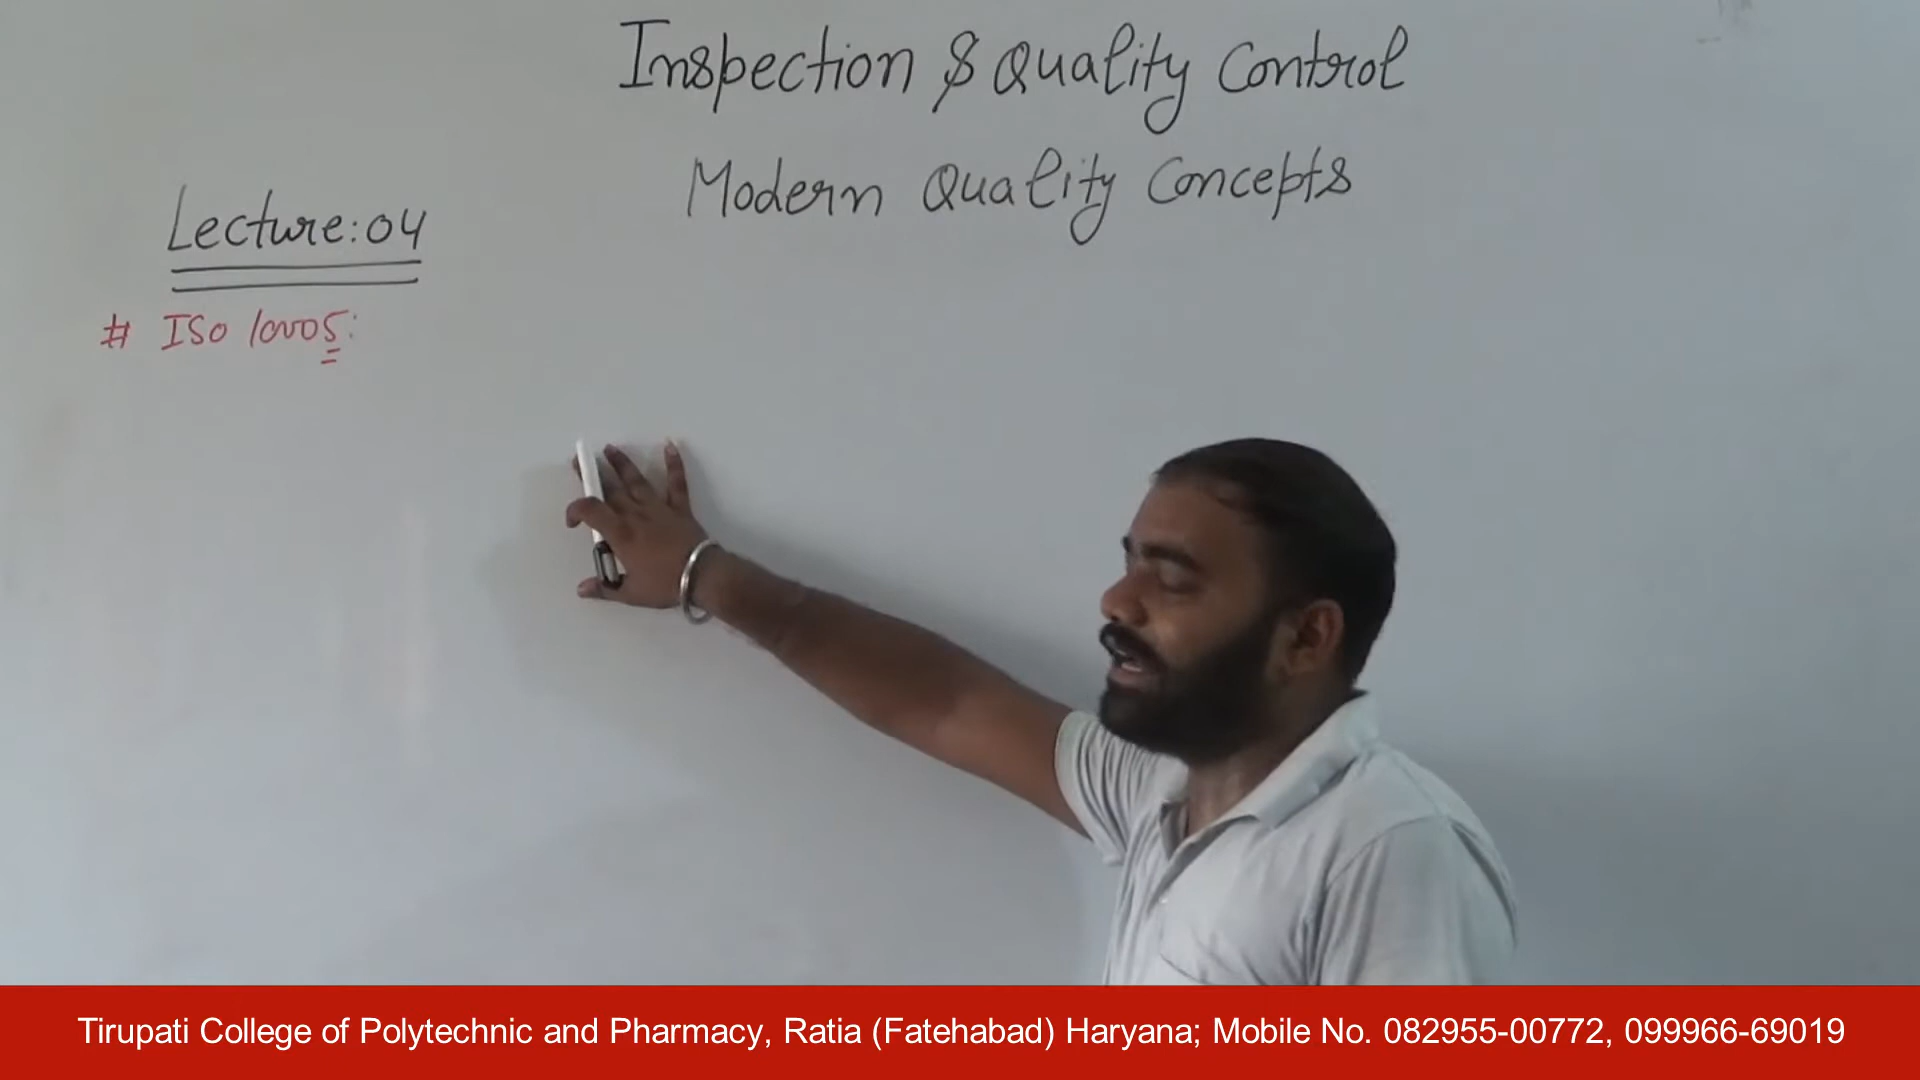 Inspection & Quality Control
Modern Quality Concepts
Lecture:04
# ISO 10005:
Tirupati College of Polytechnic and Pharmacy, Ratia (Fatehabad) Haryana; Mobile No. 082955-00772, 099966-69019